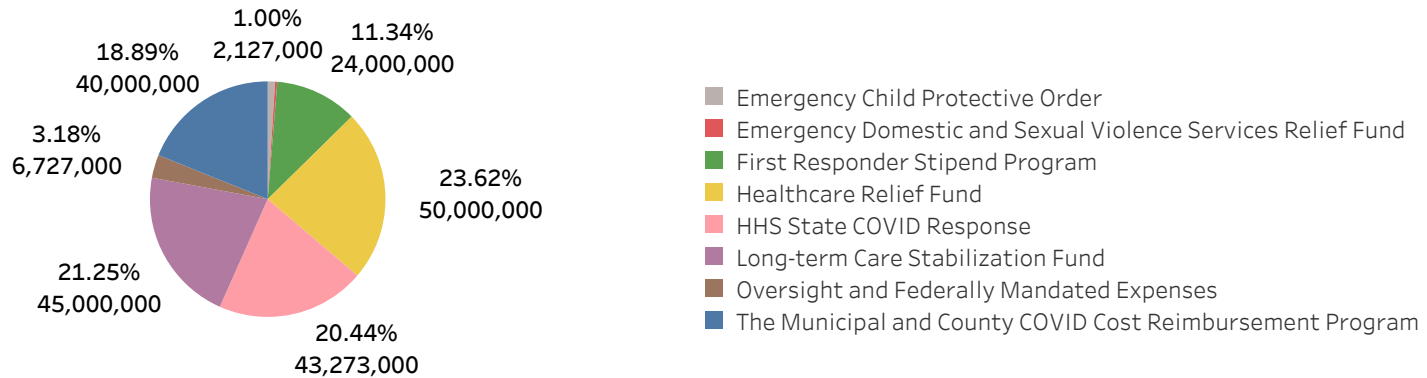 1.00%
2,127,000
11.34%
24,000,000
18.89%
40,000,000
3.18%
6,727,000
23.62%
50,000,000
21.25%
45,000,000
20.44%
43,273,000
Emergency Child Protective Order
Emergency Domestic and Sexual Violence Services Relief Fund
First Responder Stipend Program
Healthcare Relief Fund
HHS State COVID Response
Long-term Care Stabilization Fund
Oversight and Federally Mandated Expenses
The Municipal and County COVID Cost Reimbursement Program